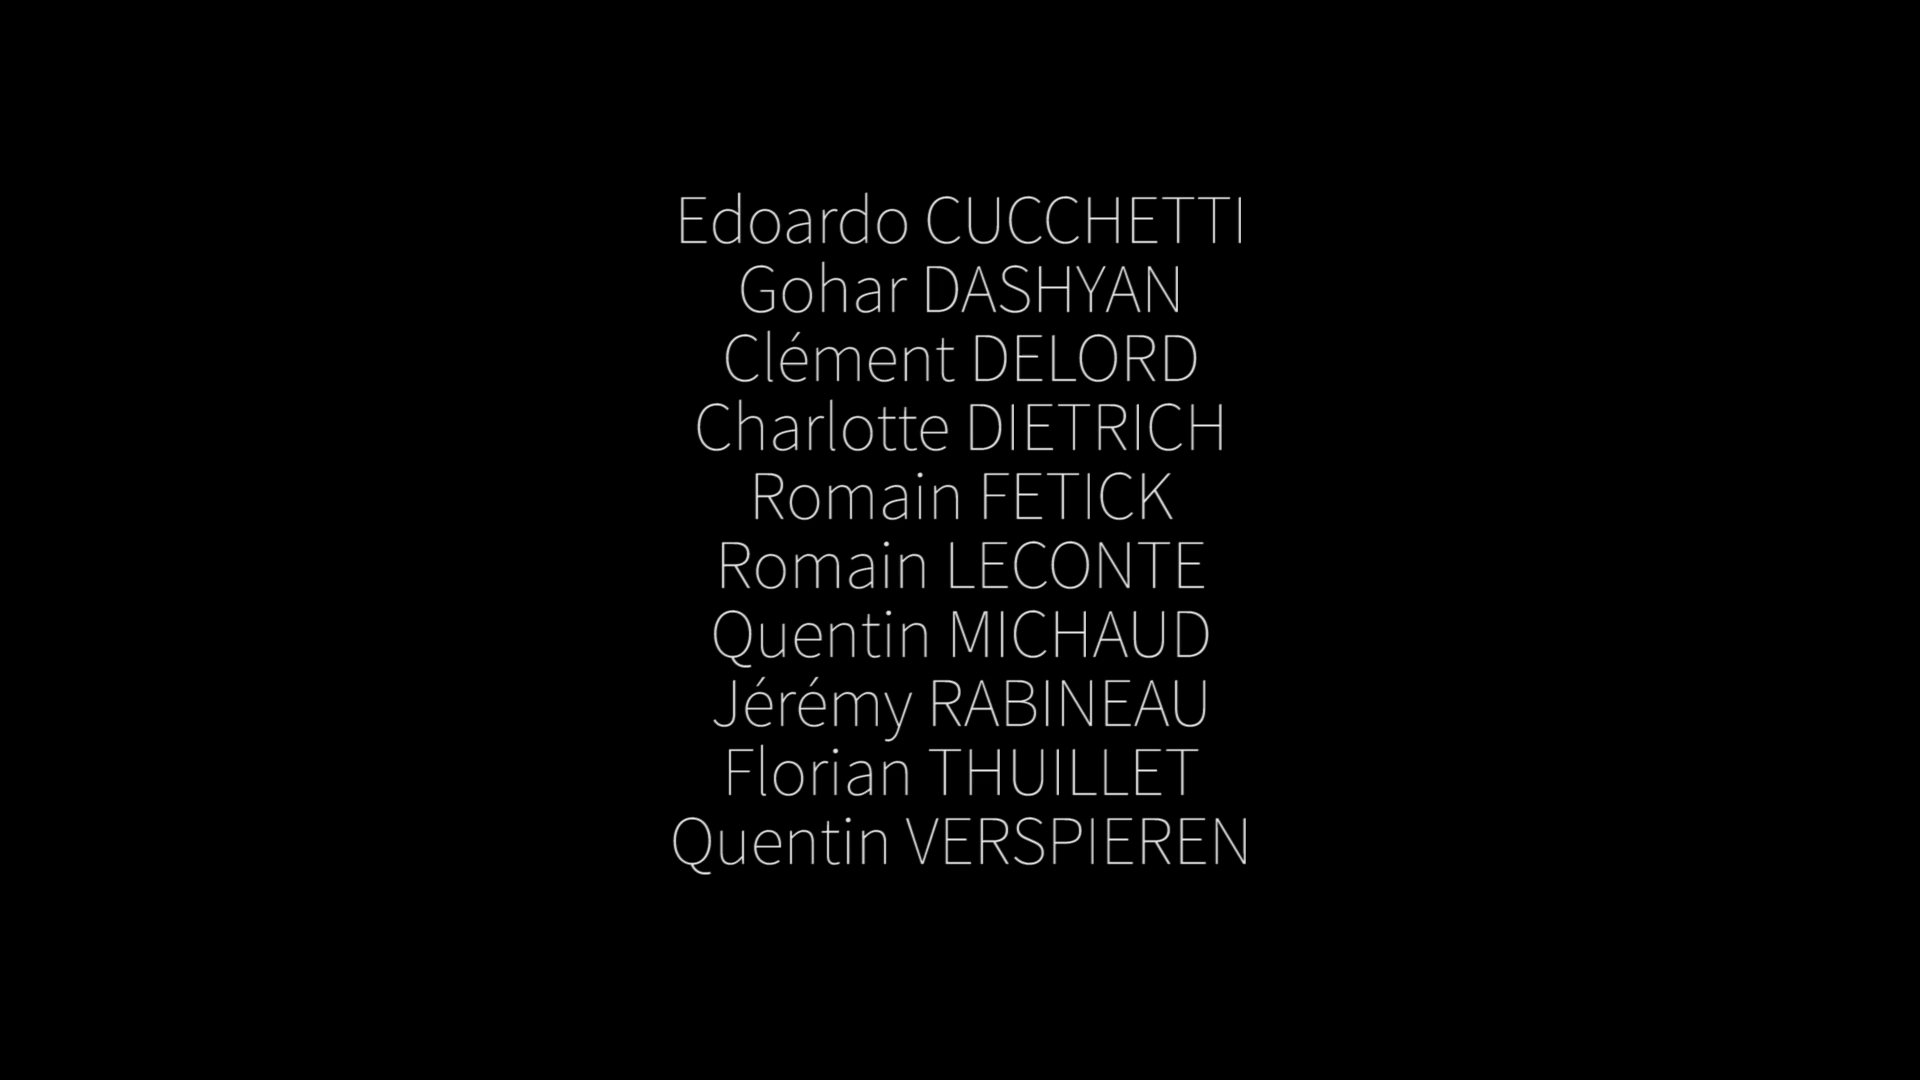 Edoardo CUCCHETTI
Gohar DASHYAN
Clément DELORD
Charlotte DIETRICH
Romain FETICK
Romain LECONTE
Quentin MICHAUD
Jérémy RABINEAU
Florian THUILLET
Quentin VERSPIEREN